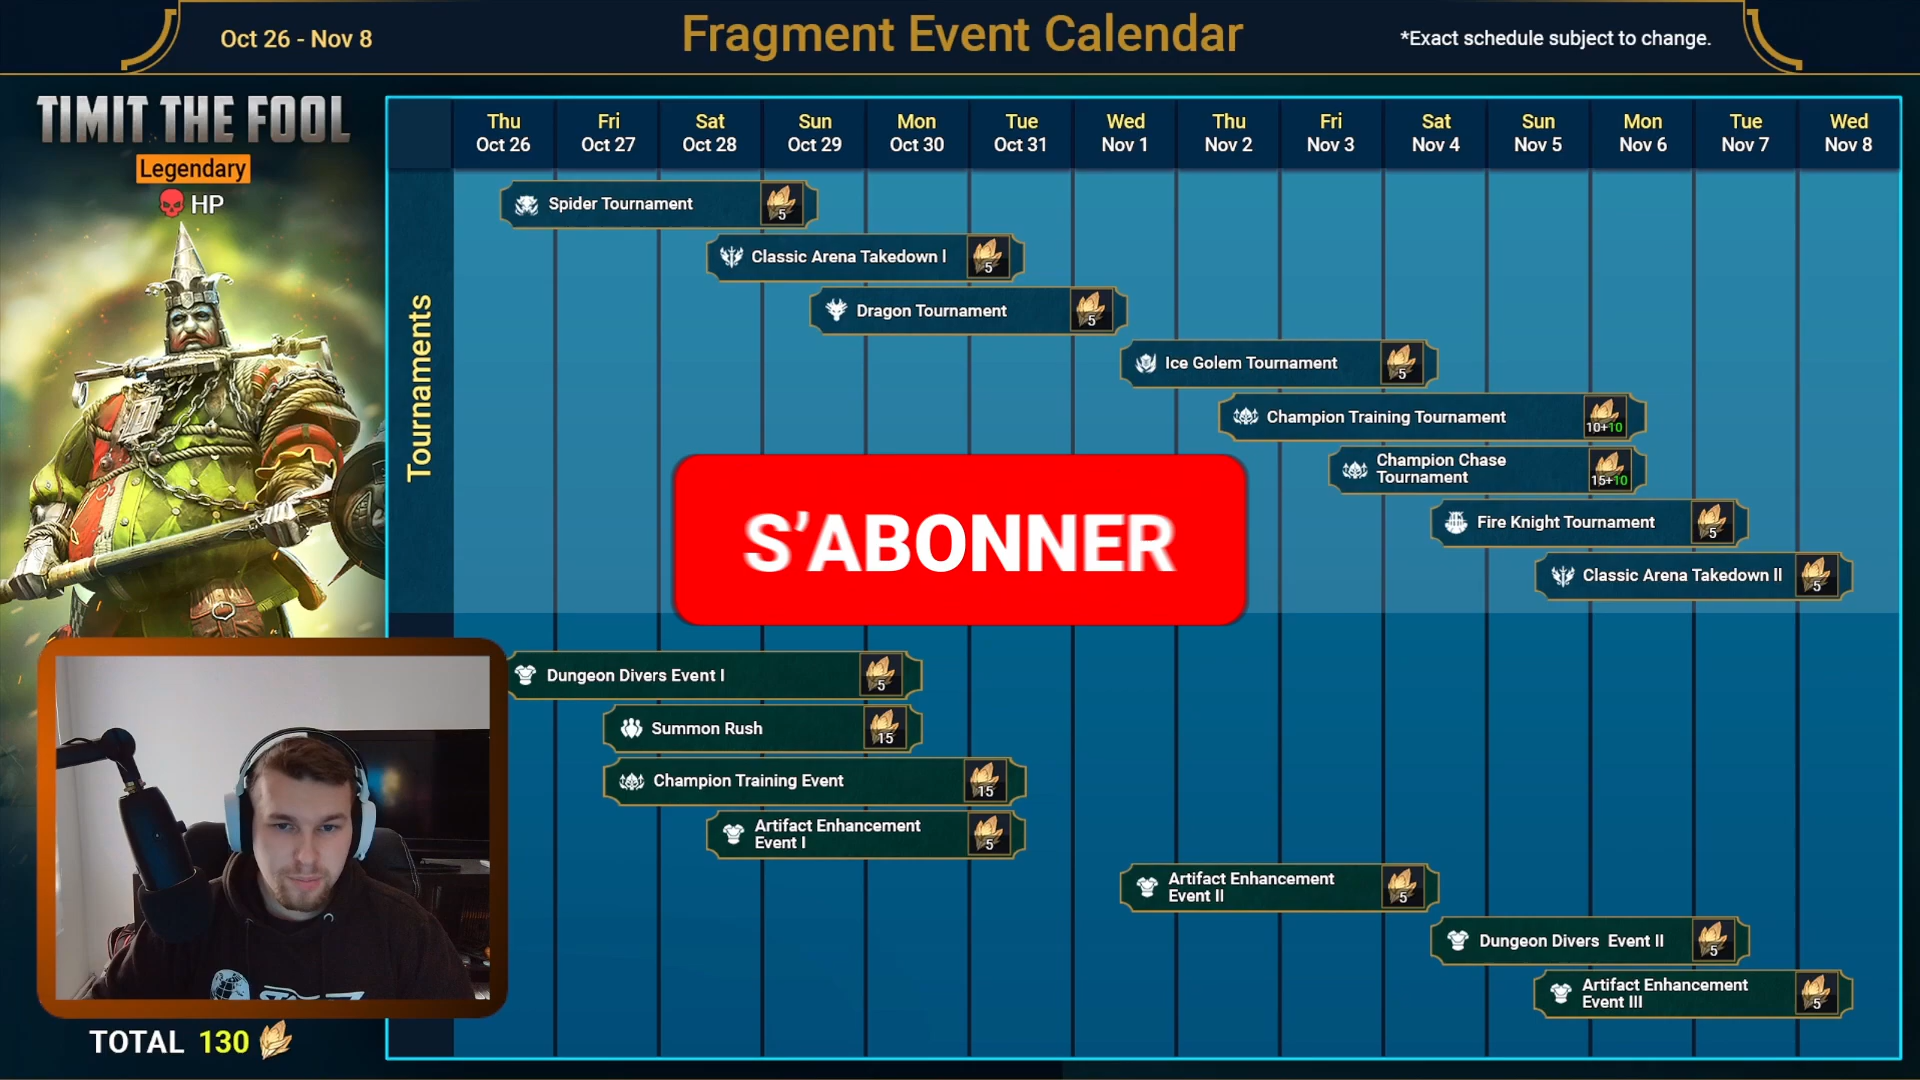 Oct 26 - Nov 8
Fragment Event Calendar
*Exact schedule subject to change.
TIMIT THE FOOL
Legendary
HP
Thu Fri Sat Sun Mon Tue Wed Thu Fri Sat Sun Mon Tue Wed
Oct 26 Oct 27 Oct 28 Oct 29 Oct 30 Oct 31 Nov 1 Nov 2 Nov 3 Nov 4 Nov 5 Nov 6 Nov 7 Nov 8
Tournaments
Spider Tournament 5
Classic Arena Takedown I 5
Dragon Tournament 5
Ice Golem Tournament 5
Champion Training Tournament 10+10
Champion Chase
Tournament 15+10
Fire Knight Tournament 5
Classic Arena Takedown II 5
S'ABONNER
Dungeon Divers Event I 5
Summon Rush 15
Champion Training Event 15
Artifact Enhancement
Event I 5
Artifact Enhancement
Event II 5
Dungeon Divers Event II 5
Artifact Enhancement
Event III 5
TOTAL 130